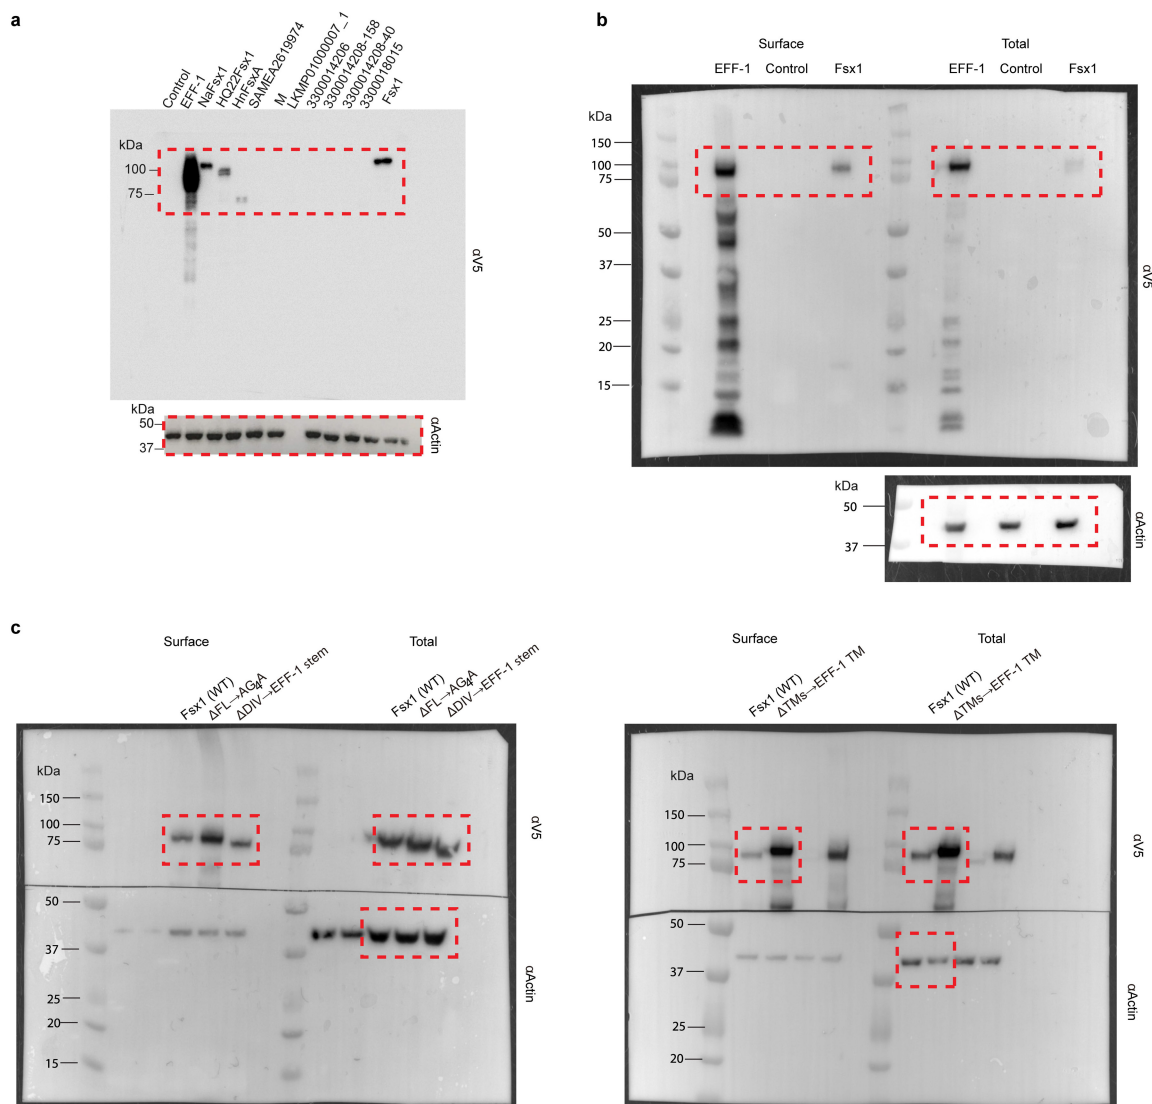 a
Control
EFF-1
NaFsx1
HQ22Fsx1
HnFsxA
SAMEA2619974
M
LKMP01000007_1
3300014206
3300014208-158
3300014208-40
3300018015
Fsx1
kDa
100
75
αV5
kDa
50
37
αActin
b
Surface Total
EFF-1 Control Fsx1 EFF-1 Control Fsx1
kDa
150
100
75
50
37
25
20
15
αV5
kDa
50
37
αActin
c
Surface Total
Fsx1 (WT)
ΔFL→AG₄A
ΔDIV→EFF-1 stem
Fsx1 (WT)
ΔFL→AG₄A
ΔDIV→EFF-1 stem
kDa
150
100
75
50
37
25
20
15
αV5
αActin
Surface Total
Fsx1 (WT)
ΔTMs→EFF-1 TM
Fsx1 (WT)
ΔTMs→EFF-1 TM
kDa
150
100
75
50
37
25
20
αV5
αActin